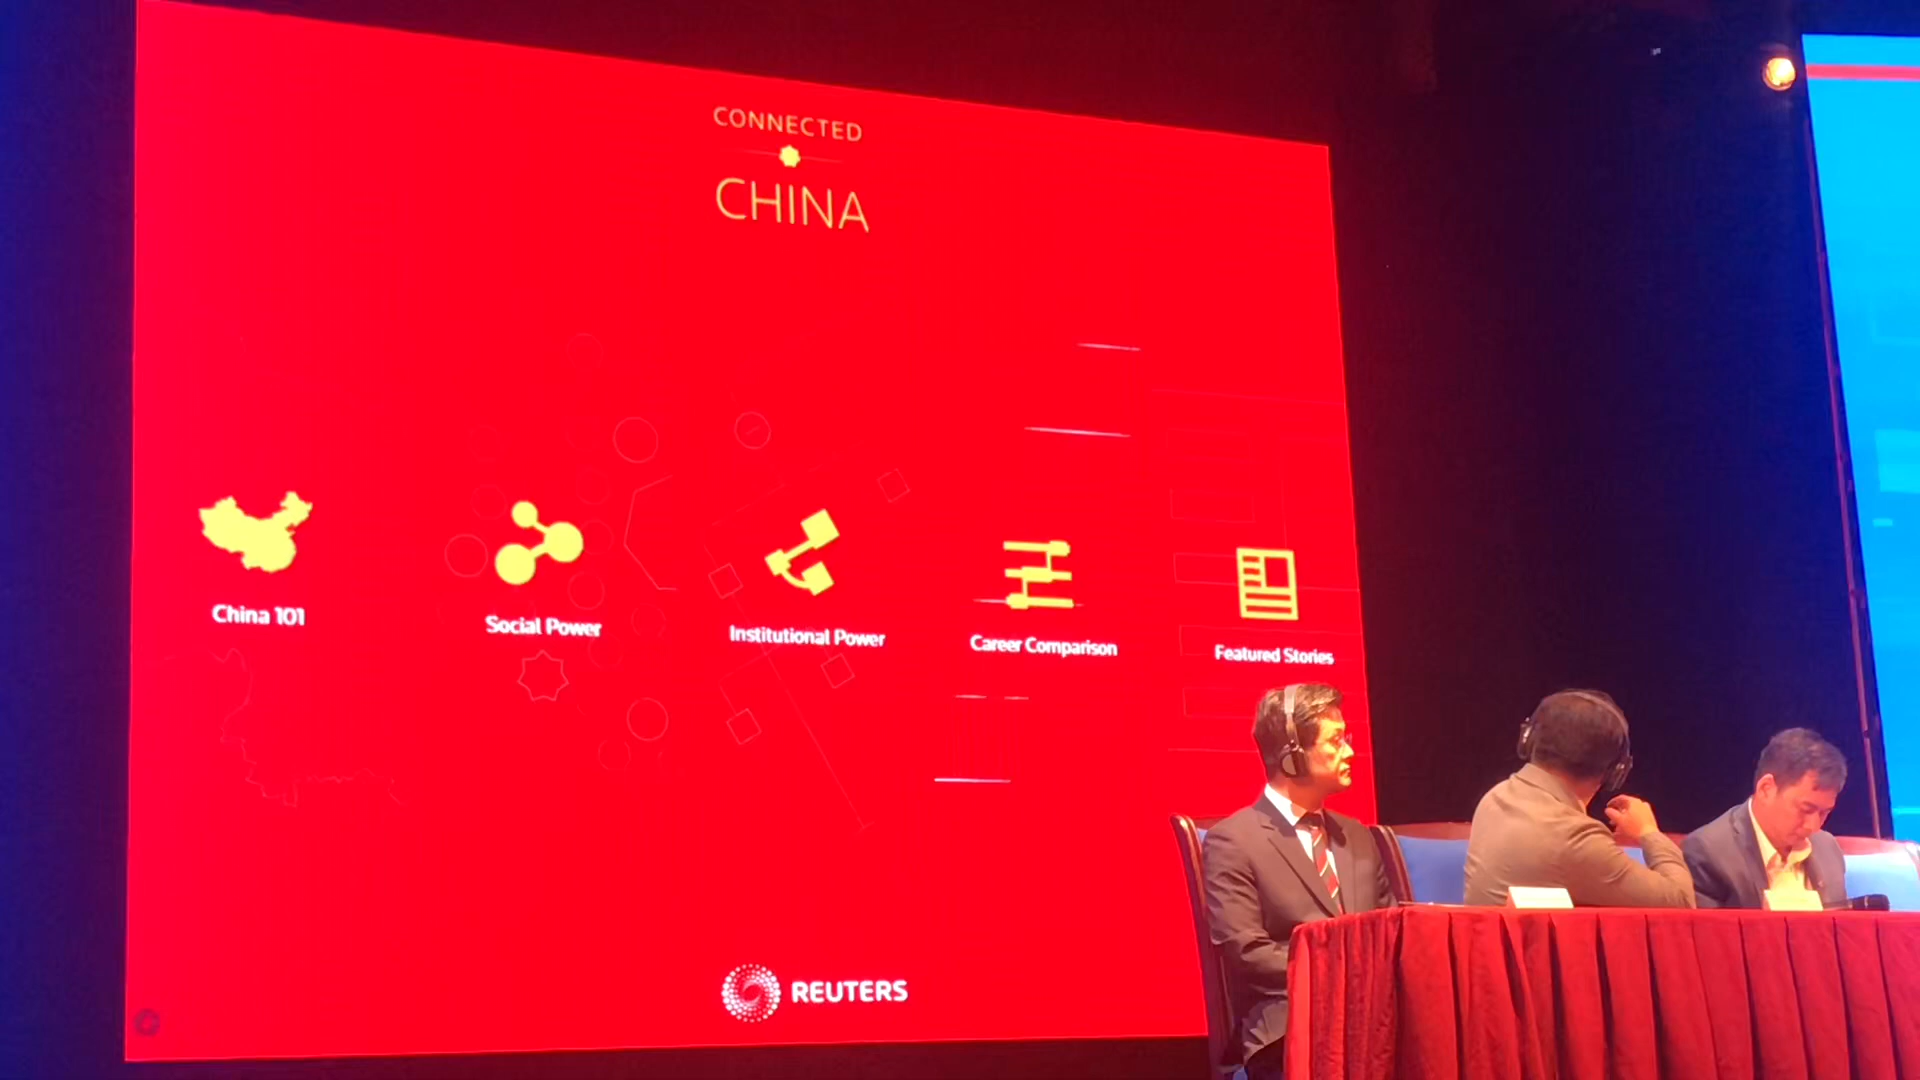 CONNECTED
CHINA
China 101
Social Power
Institutional Power
Career Comparison
Featured Stories
REUTERS